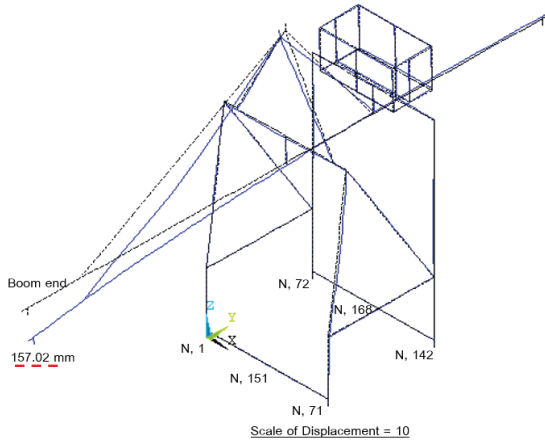 Boom end
157.02 mm
N, 72
N, 168
Z
Y
X
N, 1
N, 142
N, 151
N, 71
Scale of Displacement = 10